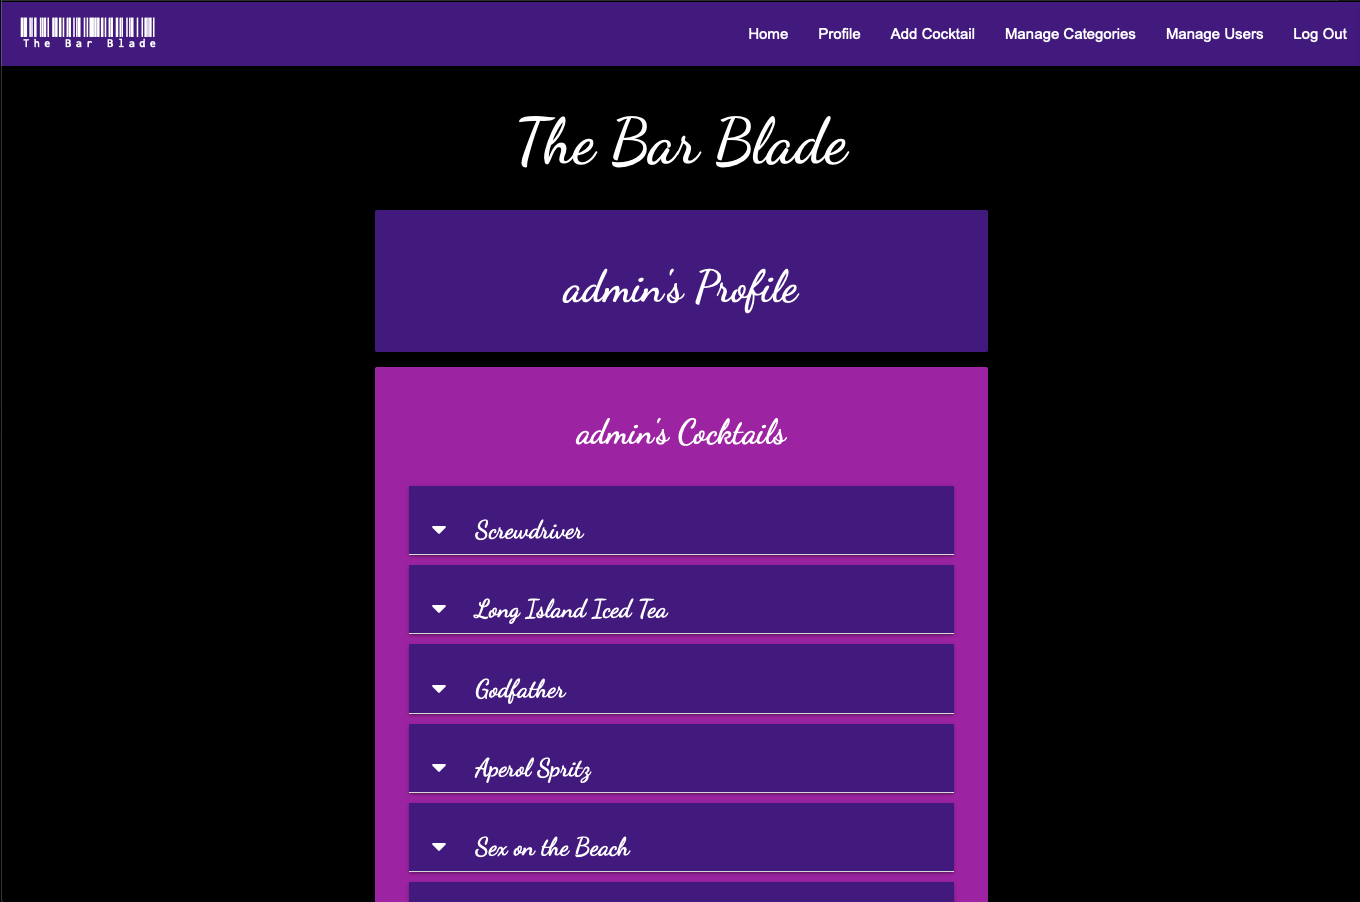 The Bar Blade
Home Profile Add Cocktail Manage Categories Manage Users Log Out
The Bar Blade
admin's Profile
admin's Cocktails
Screwdriver
Long Island Iced Tea
Godfather
Aperol Spritz
Sex on the Beach